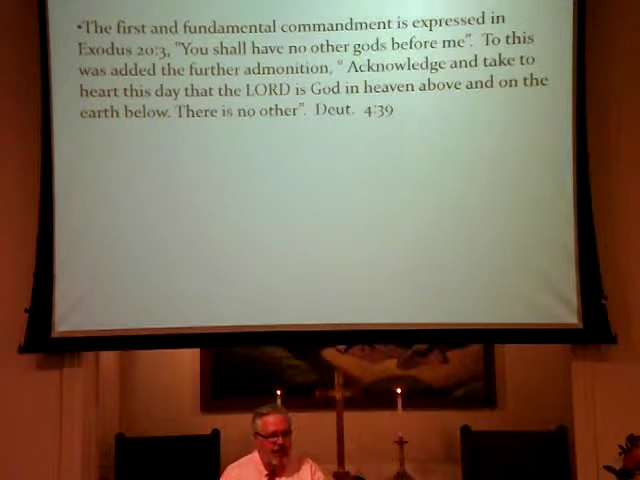 •The first and fundamental commandment is expressed in
Exodus 20:3, "You shall have no other gods before me". To this
was added the further admonition, " Acknowledge and take to
heart this day that the LORD is God in heaven above and on the
earth below. There is no other". Deut. 4:39